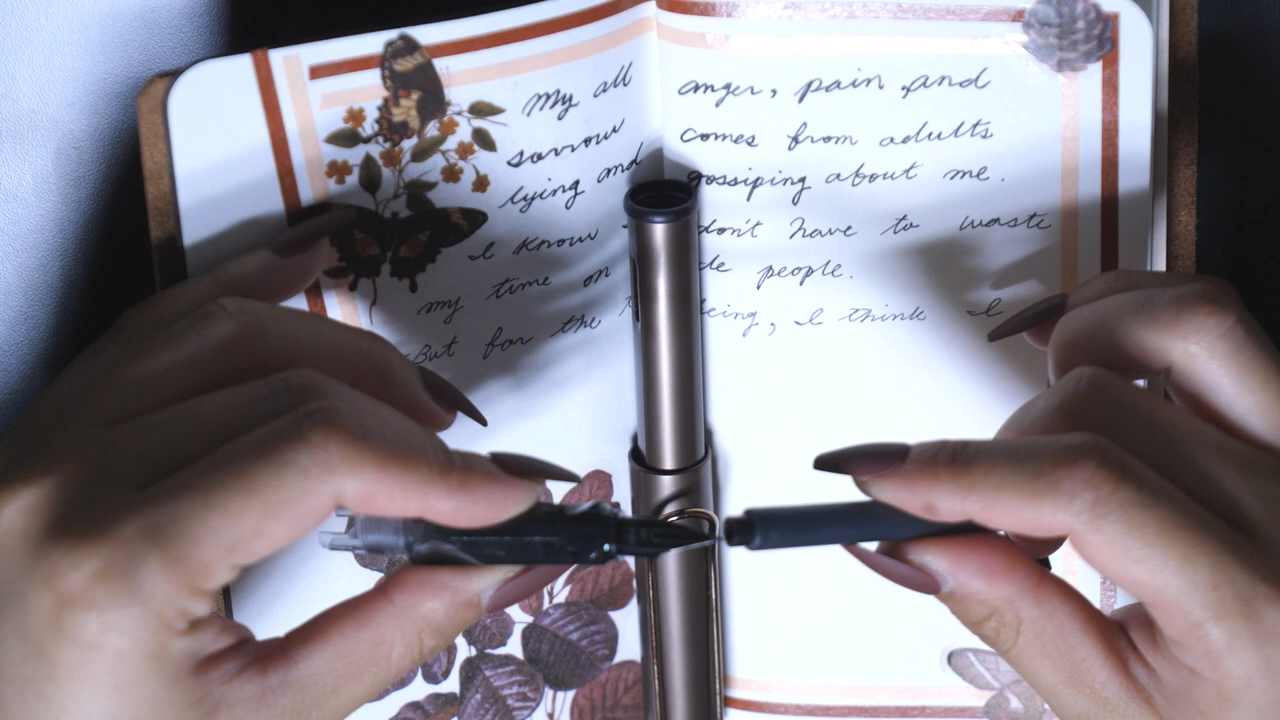 My all anger, pain, and
sorrow comes from adults
lying and gossiping about me.
I know don't have to waste
my time on people.
But for the being, I think I